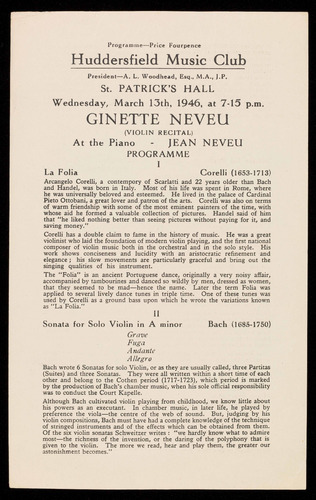 Programme—Price Fourpence
Huddersfield Music Club
President—A. L. Woodhead, Esq., M.A., J.P.
St. PATRICK'S HALL
Wednesday, March 13th, 1946, at 7-15 p.m.
GINETTE NEVEU
(VIOLIN RECITAL)
At the Piano - JEAN NEVEU
PROGRAMME
I
La Folia Corelli (1653-1713)
Arcangelo Corelli, a contemporary of Scarlatti and 22 years older than Bach
and Handel, was born in Italy. Most of his life was spent in Rome, where
he was universally beloved and esteemed. He lived in the palace of Cardinal
Pieto Ottobani, a great lover and patron of the arts. Corelli was also on terms
of warm friendship with some of the most eminent painters of the time, with
whose aid he formed a valuable collection of pictures. Handel said of him
that "he liked nothing better than seeing pictures without paying for it, and
saving money."
Corelli has a double claim to fame in the history of music. He was a great
violinist who laid the foundation of modern violin playing, and the first national
composer of violin music both in the orchestral and in the solo style. His
work shows conciseness and lucidity with an aristocratic refinement and
elegance; his slow movements are particularly graceful and bring out the
singing qualities of his instrument.
The "Folia" is an ancient Portuguese dance, originally a very noisy affair,
accompanied by tambourines and danced so wildly by men, dressed as women,
that they seemed to be mad—hence the name. Later the term Folia was
applied to several lively dance tunes in triple time. One of these tunes was
used by Corelli as a ground bass upon which he wrote the variations known
as "La Folia."
II
Sonata for Solo Violin in A minor Bach (1685-1750)
Grave
Fuga
Andante
Allegro
Bach wrote 6 Sonatas for solo Violin, or as they are usually called, three Partitas
(Suites) and three Sonatas. They were all written within a short time of each
other and belong to the Cothen period (1717-1723), which period is marked
by the production of Bach's chamber music, when his sole official responsibility
was to conduct the Court Kapelle.
Although Bach cultivated violin playing from childhood, we know little about
his powers as an executant. In chamber music, in later life, he played by
preference the viola—the centre of the web of sound. But, judging by his
violin compositions, Bach must have had a complete knowledge of the technique
of stringed instruments and of the effects which can be obtained from them.
Of the six violin sonatas Schweitzer writes: "we hardly know what to admire
most—the richness of the invention, or the daring of the polyphony that is
given to the violin. The more we read, hear and play them, the greater our
astonishment becomes."